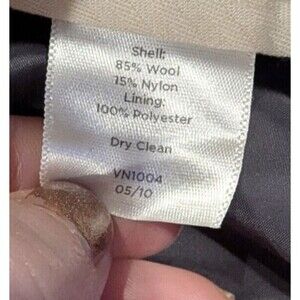 Shell:
85% Wool
15% Nylon
Lining:
100% Polyester
Dry Clean
VN1004
05/10